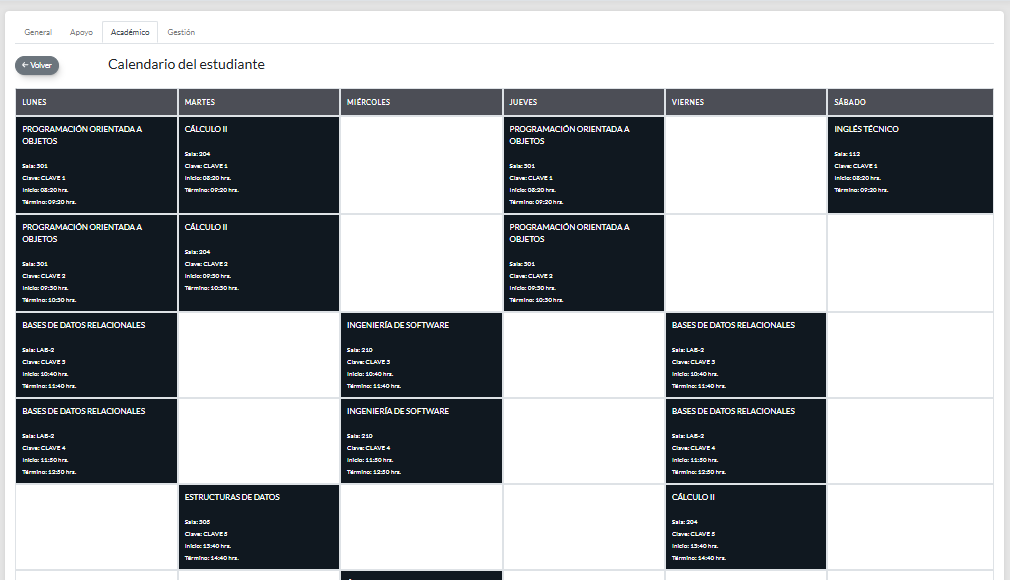 General Apoyo Académico Gestión
← Volver
Calendario del estudiante
LUNES MARTES MIÉRCOLES JUEVES VIERNES SÁBADO
PROGRAMACIÓN ORIENTADA A
OBJETOS
Sala: 301
Clave: CLAVE 1
Inicio: 08:20 hrs.
Término: 09:20 hrs.
CÁLCULO II
Sala: 204
Clave: CLAVE 1
Inicio: 08:20 hrs.
Término: 09:20 hrs.
PROGRAMACIÓN ORIENTADA A
OBJETOS
Sala: 301
Clave: CLAVE 1
Inicio: 08:20 hrs.
Término: 09:20 hrs.
INGLÉS TÉCNICO
Sala: 112
Clave: CLAVE 1
Inicio: 08:20 hrs.
Término: 09:20 hrs.
PROGRAMACIÓN ORIENTADA A
OBJETOS
Sala: 301
Clave: CLAVE 2
Inicio: 09:30 hrs.
Término: 10:30 hrs.
CÁLCULO II
Sala: 204
Clave: CLAVE 2
Inicio: 09:30 hrs.
Término: 10:30 hrs.
PROGRAMACIÓN ORIENTADA A
OBJETOS
Sala: 301
Clave: CLAVE 2
Inicio: 09:30 hrs.
Término: 10:30 hrs.
BASES DE DATOS RELACIONALES
Sala: LAB-2
Clave: CLAVE 3
Inicio: 10:40 hrs.
Término: 11:40 hrs.
INGENIERÍA DE SOFTWARE
Sala: 210
Clave: CLAVE 3
Inicio: 10:40 hrs.
Término: 11:40 hrs.
BASES DE DATOS RELACIONALES
Sala: LAB-2
Clave: CLAVE 3
Inicio: 10:40 hrs.
Término: 11:40 hrs.
BASES DE DATOS RELACIONALES
Sala: LAB-2
Clave: CLAVE 4
Inicio: 11:50 hrs.
Término: 12:50 hrs.
INGENIERÍA DE SOFTWARE
Sala: 210
Clave: CLAVE 4
Inicio: 11:50 hrs.
Término: 12:50 hrs.
BASES DE DATOS RELACIONALES
Sala: LAB-2
Clave: CLAVE 4
Inicio: 11:50 hrs.
Término: 12:50 hrs.
ESTRUCTURAS DE DATOS
Sala: 305
Clave: CLAVE 5
Inicio: 13:40 hrs.
Término: 14:40 hrs.
CÁLCULO II
Sala: 204
Clave: CLAVE 5
Inicio: 13:40 hrs.
Término: 14:40 hrs.